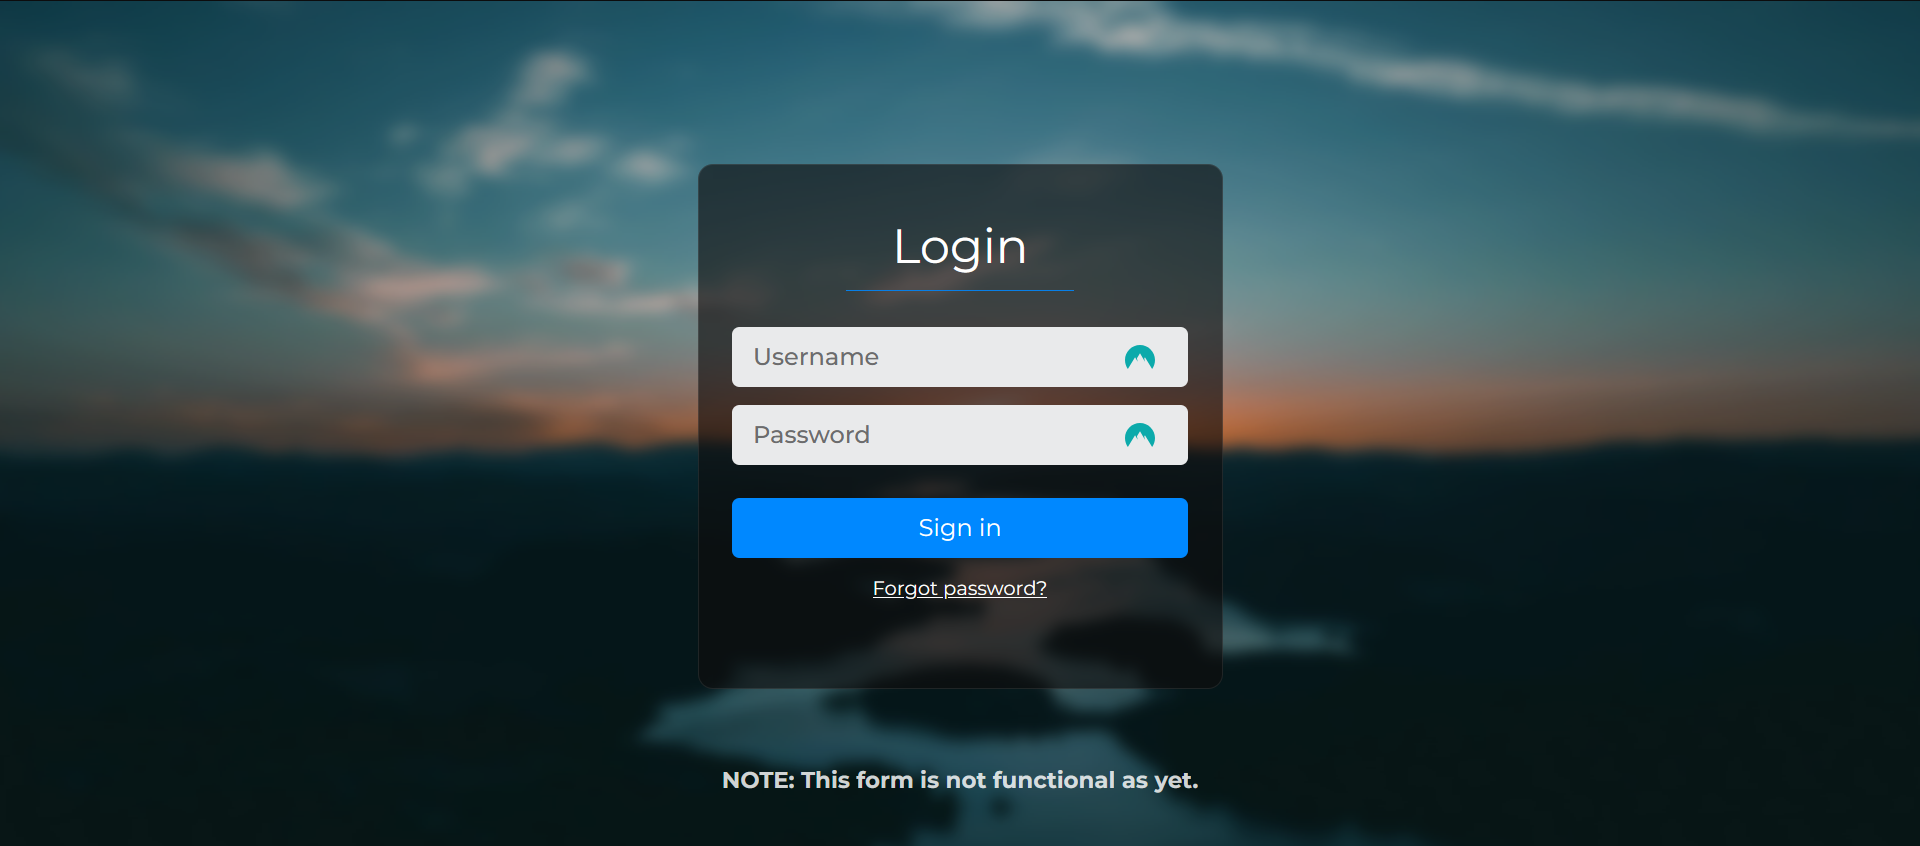 Login
Username
Password
Sign in
Forgot password?
NOTE: This form is not functional as yet.